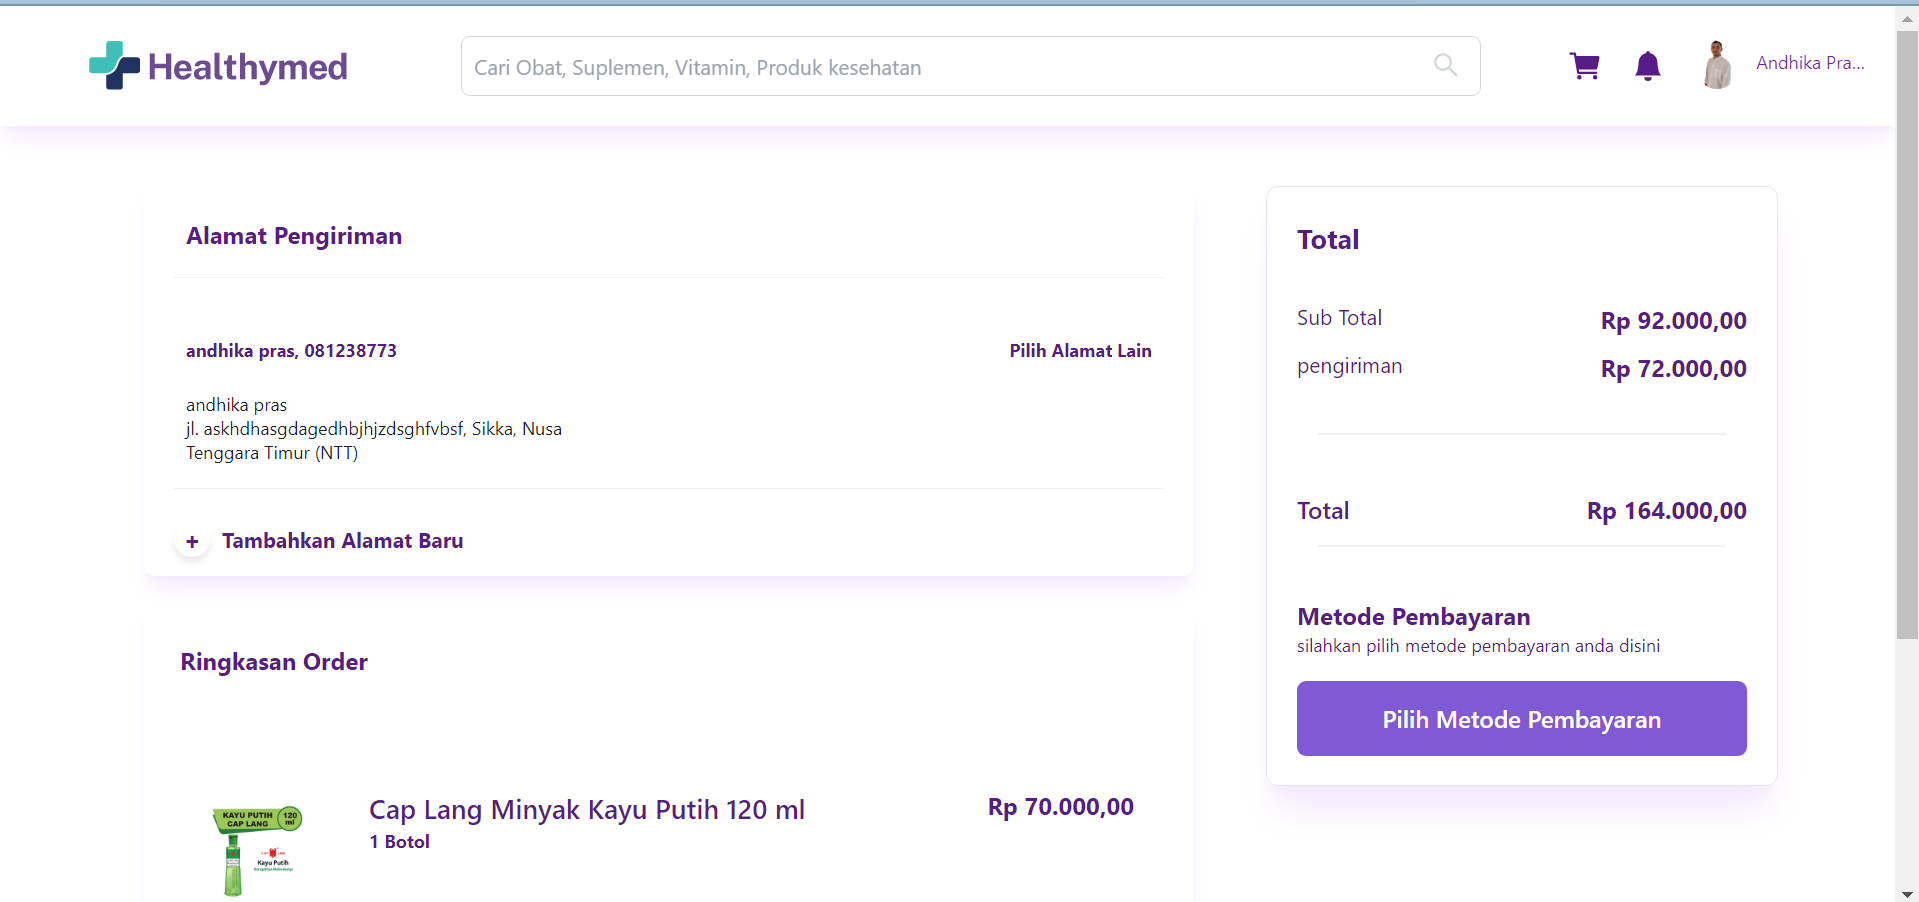 Healthymed
Cari Obat, Suplemen, Vitamin, Produk kesehatan
Andhika Pra...
Alamat Pengiriman
andhika pras, 081238773
Pilih Alamat Lain
andhika pras
jl. askhdhasgdagedhbjhjzdsghfvbsf, Sikka, Nusa
Tenggara Timur (NTT)
+ Tambahkan Alamat Baru
Ringkasan Order
KAYU PUTIH
CAP LANG
120
ml
Kayu Putih
Cap Lang Minyak Kayu Putih 120 ml
1 Botol
Rp 70.000,00
Total
Sub Total Rp 92.000,00
pengiriman Rp 72.000,00
Total Rp 164.000,00
Metode Pembayaran
silahkan pilih metode pembayaran anda disini
Pilih Metode Pembayaran